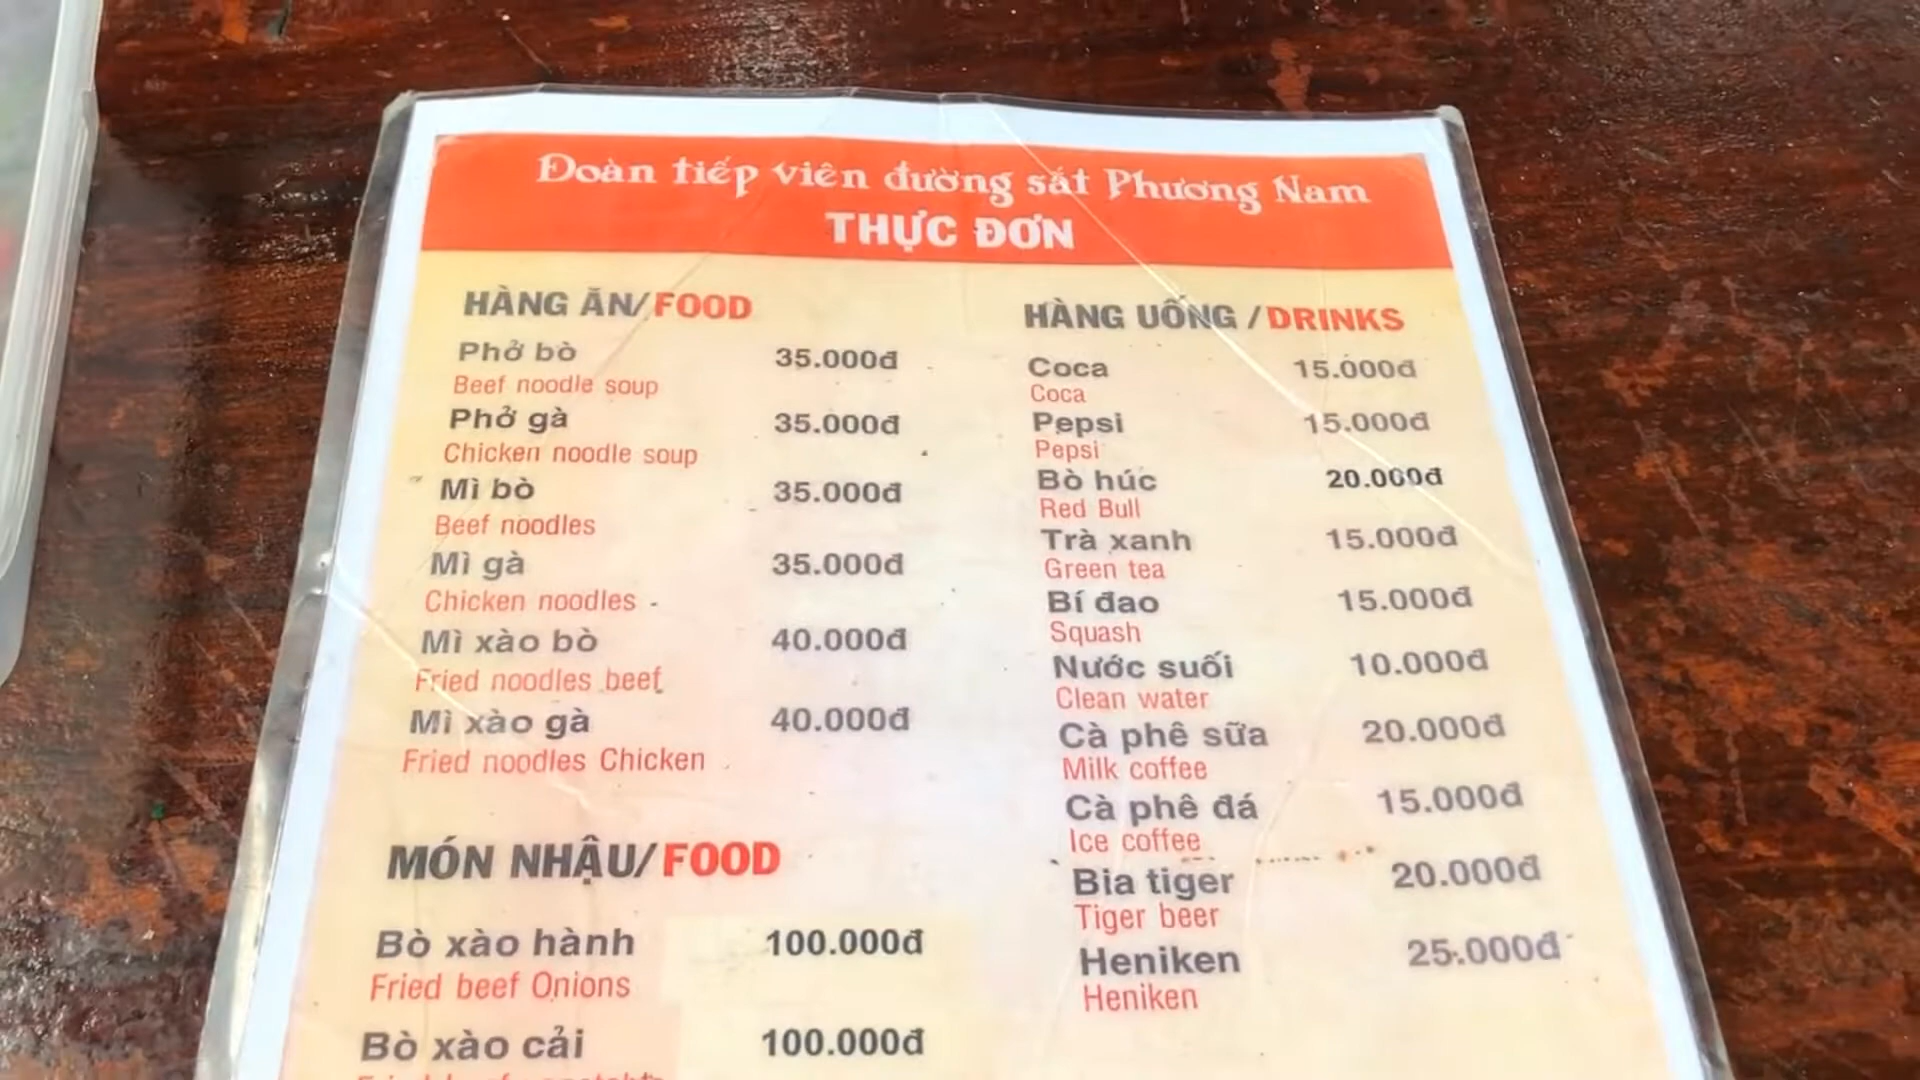 Đoàn tiếp viên đường sắt Phương Nam
THỰC ĐƠN
HÀNG ĂN/FOOD
Phở bò 35.000đ
Beef noodle soup
Phở gà 35.000đ
Chicken noodle soup
Mì bò 35.000đ
Beef noodles
Mì gà 35.000đ
Chicken noodles
Mì xào bò 40.000đ
Fried noodles beef
Mì xào gà 40.000đ
Fried noodles Chicken
MÓN NHẬU/FOOD
Bò xào hành 100.000đ
Fried beef Onions
Bò xào cải 100.000đ
HÀNG UỐNG /DRINKS
Coca 15.000đ
Coca
Pepsi 15.000đ
Pepsi
Bò húc 20.000đ
Red Bull
Trà xanh 15.000đ
Green tea
Bí đao 15.000đ
Squash
Nước suối 10.000đ
Clean water
Cà phê sữa 20.000đ
Milk coffee
Cà phê đá 15.000đ
Ice coffee
Bia tiger 20.000đ
Tiger beer
Heniken 25.000đ
Heniken